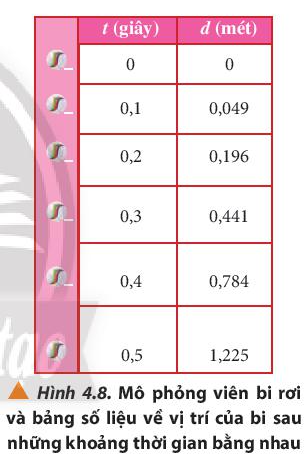 t (giây) d (mét)
0 0
0,1 0,049
0,2 0,196
0,3 0,441
0,4 0,784
0,5 1,225
tạo
Hình 4.8. Mô phỏng viên bi rơi
và bảng số liệu về vị trí của bi sau
những khoảng thời gian bằng nhau